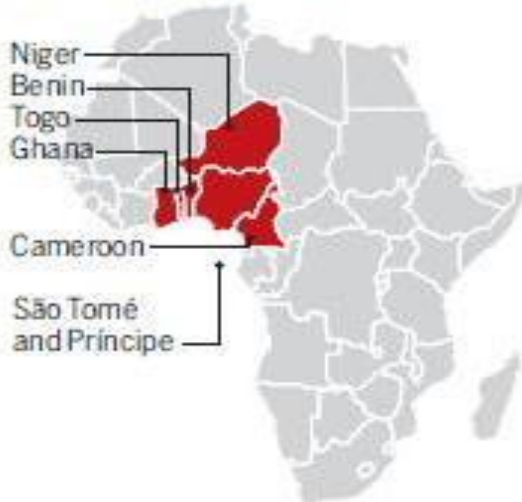 Niger
Benin
Togo
Ghana
Cameroon
São Tomé
and Príncipe